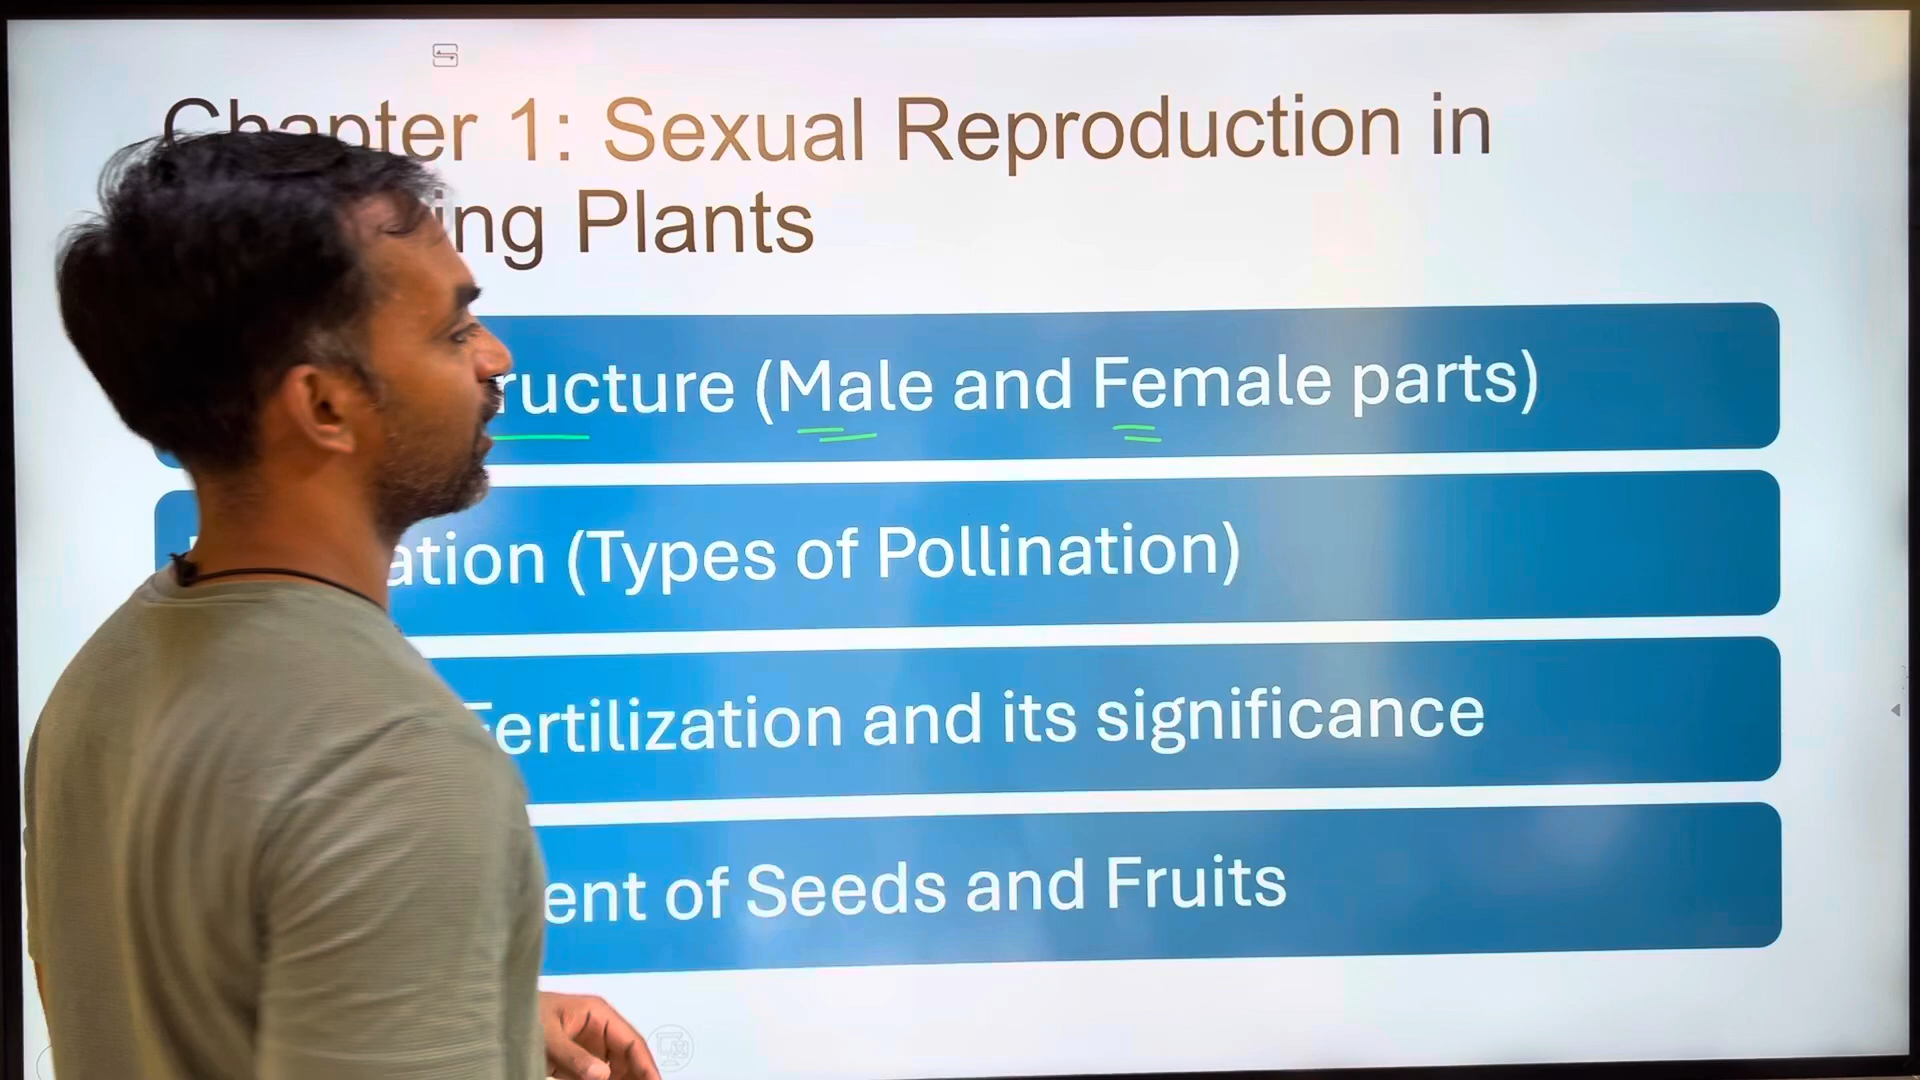 Chapter 1: Sexual Reproduction in
ing Plants
ructure (Male and Female parts)
ation (Types of Pollination)
Fertilization and its significance
ent of Seeds and Fruits